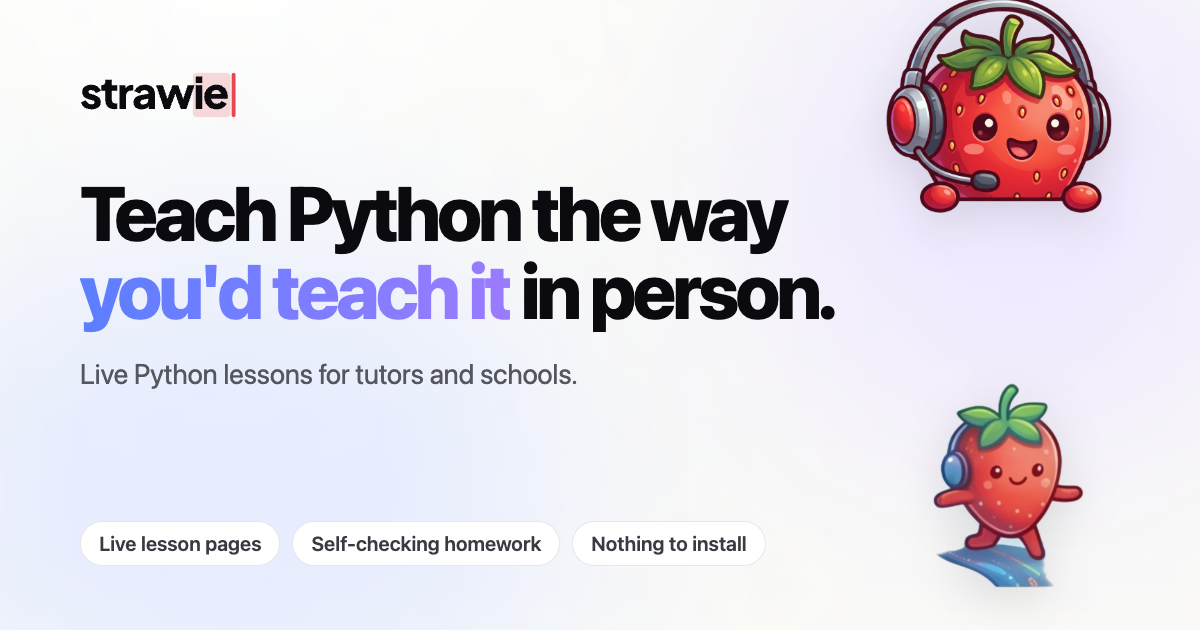 strawie
Teach Python the way
you'd teach it in person.
Live Python lessons for tutors and schools.
Live lesson pages
Self-checking homework
Nothing to install